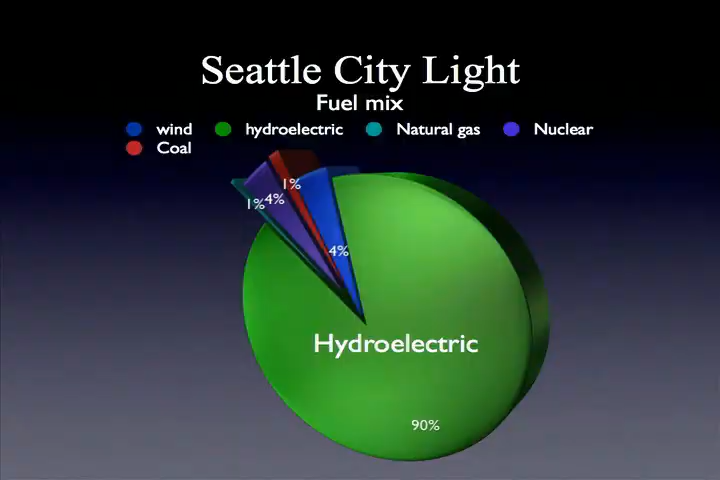 Seattle City Light
Fuel mix
wind hydroelectric Natural gas Nuclear
Coal
1%
1% 4%
4%
Hydroelectric
90%